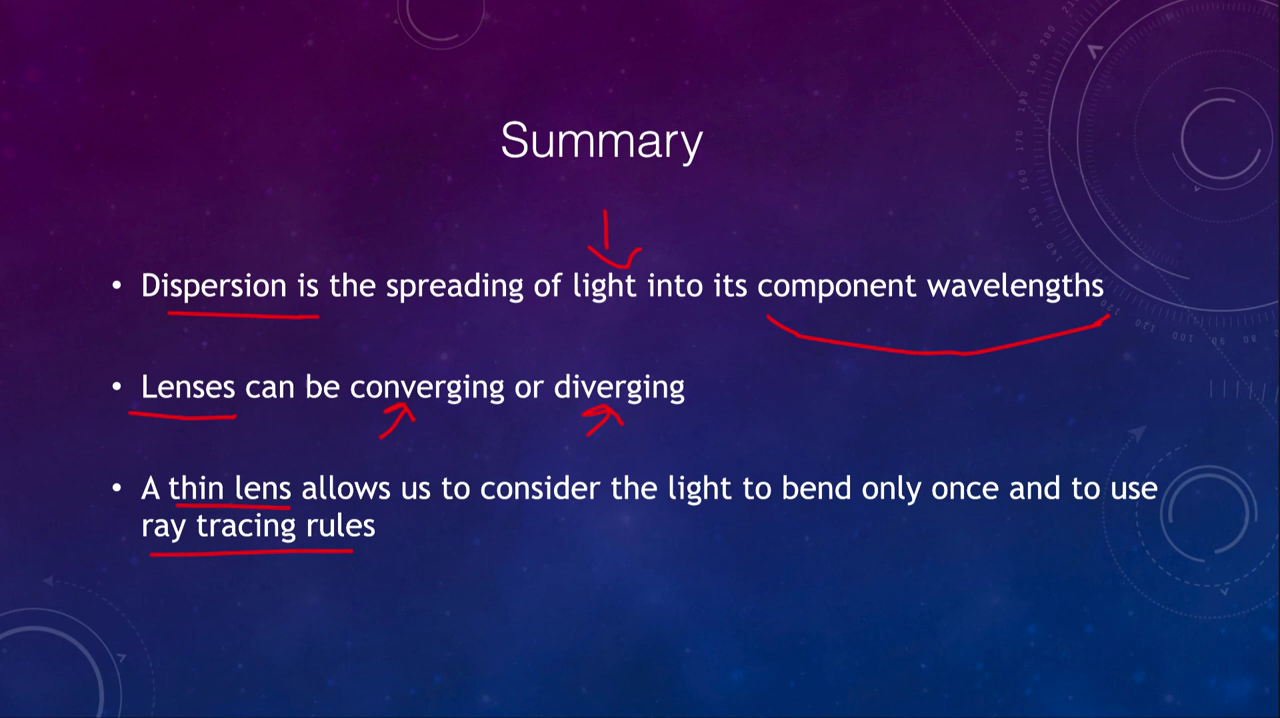 Summary
• Dispersion is the spreading of light into its component wavelengths
• Lenses can be converging or diverging
• A thin lens allows us to consider the light to bend only once and to use
ray tracing rules